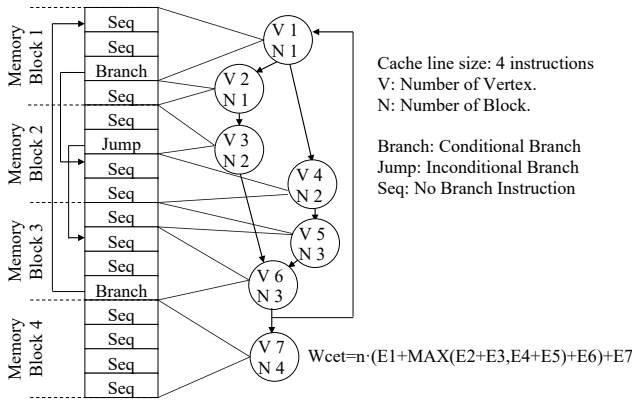 Memory
Block 1
Memory
Block 2
Memory
Block 3
Memory
Block 4
Seq
Seq
Branch
Seq
Jump
Seq
Seq
Seq
Seq
Seq
Branch
Seq
Seq
Seq
Seq
V 1
N 1
V 2
N 1
V 3
N 2
V 4
N 2
V 5
N 3
V 6
N 3
V 7
N 4
Cache line size: 4 instructions
V: Number of Vertex.
N: Number of Block.
Branch: Conditional Branch
Jump: Inconditional Branch
Seq: No Branch Instruction
Wcet=n·(E1+MAX(E2+E3,E4+E5)+E6)+E7